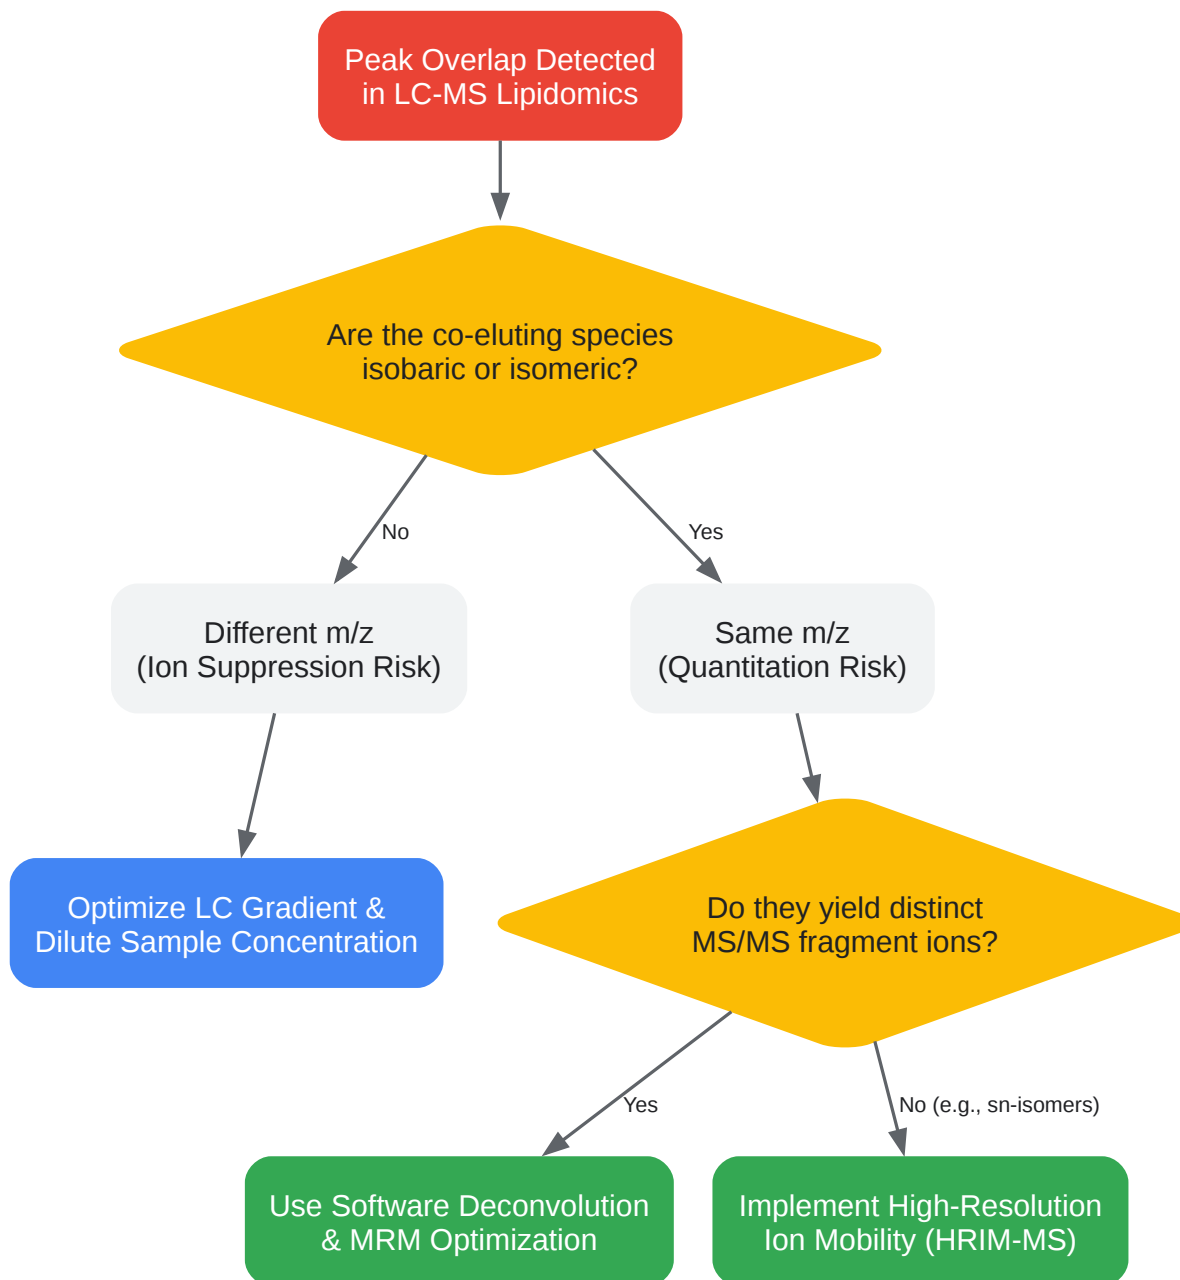 Peak Overlap Detected
in LC-MS Lipidomics
Are the co-eluting species
isobaric or isomeric?
No
Yes
Different m/z
(Ion Suppression Risk)
Same m/z
(Quantitation Risk)
Optimize LC Gradient &
Dilute Sample Concentration
Do they yield distinct
MS/MS fragment ions?
Yes
No (e.g., sn-isomers)
Use Software Deconvolution
& MRM Optimization
Implement High-Resolution
Ion Mobility (HRIM-MS)